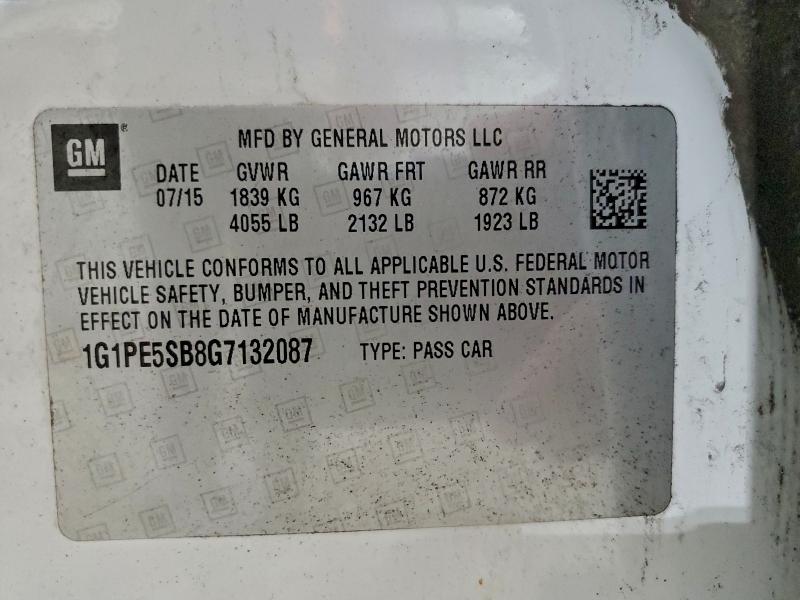 GM®
MFD BY GENERAL MOTORS LLC
DATE GVWR GAWR FRT GAWR RR
07/15 1839 KG 967 KG 872 KG
4055 LB 2132 LB 1923 LB
THIS VEHICLE CONFORMS TO ALL APPLICABLE U.S. FEDERAL MOTOR
VEHICLE SAFETY, BUMPER, AND THEFT PREVENTION STANDARDS IN
EFFECT ON THE DATE OF MANUFACTURE SHOWN ABOVE.
1G1PE5SB8G7132087 TYPE: PASS CAR